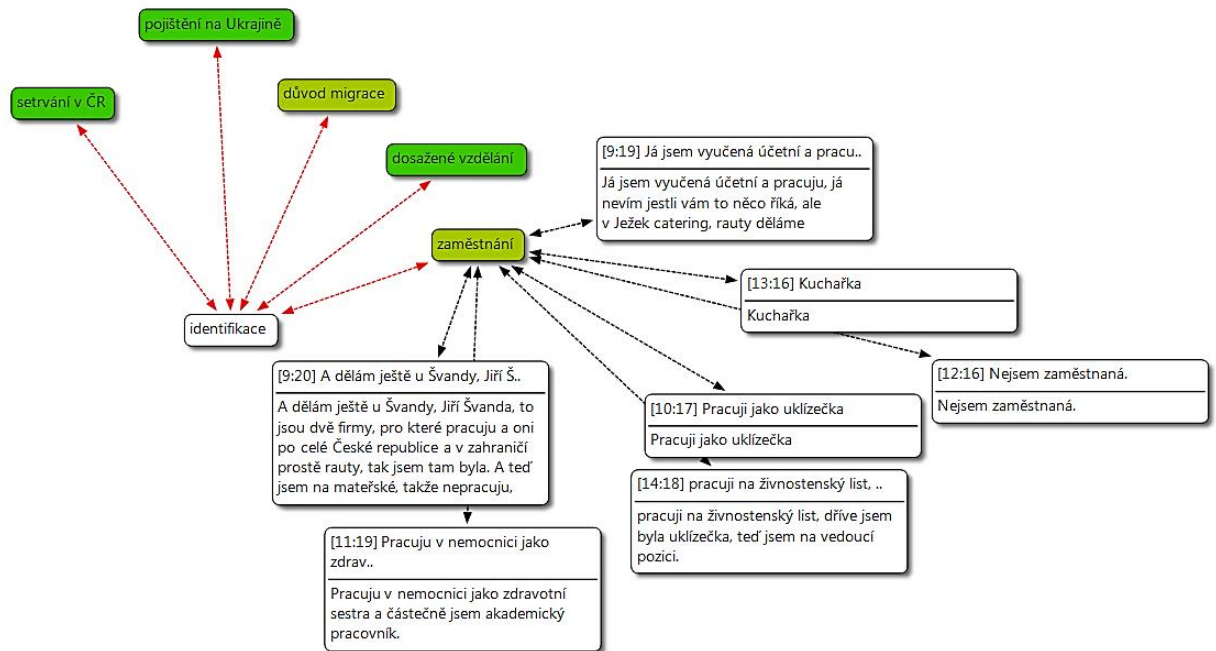 pojištění na Ukrajině
setrvání v ČR
důvod migrace
dosažené vzdělání
zaměstnání
identifikace
[9:19] Já jsem vyučená účetní a pracu..
Já jsem vyučená účetní a pracuju, já
nevím jestli vám to něco říká, ale
v Ježek catering, rauty děláme
[13:16] Kuchařka
Kuchařka
[12:16] Nejsem zaměstnaná.
Nejsem zaměstnaná.
[9:20] A dělám ještě u Švandy, Jiří Š..
A dělám ještě u Švandy, Jiří Švanda, to
jsou dvě firmy, pro které pracuju a oni
po celé České republice a v zahraničí
prostě rauty, tak jsem tam byla. A teď
jsem na mateřské, takže nepracuju,
[10:17] Pracuji jako uklízečka
Pracuji jako uklízečka
[14:18] pracuji na živnostenský list, ..
pracuji na živnostenský list, dříve jsem
byla uklízečka, teď jsem na vedoucí
pozici.
[11:19] Pracuju v nemocnici jako
zdrav..
Pracuju v nemocnici jako zdravotní
sestra a částečně jsem akademický
pracovník.